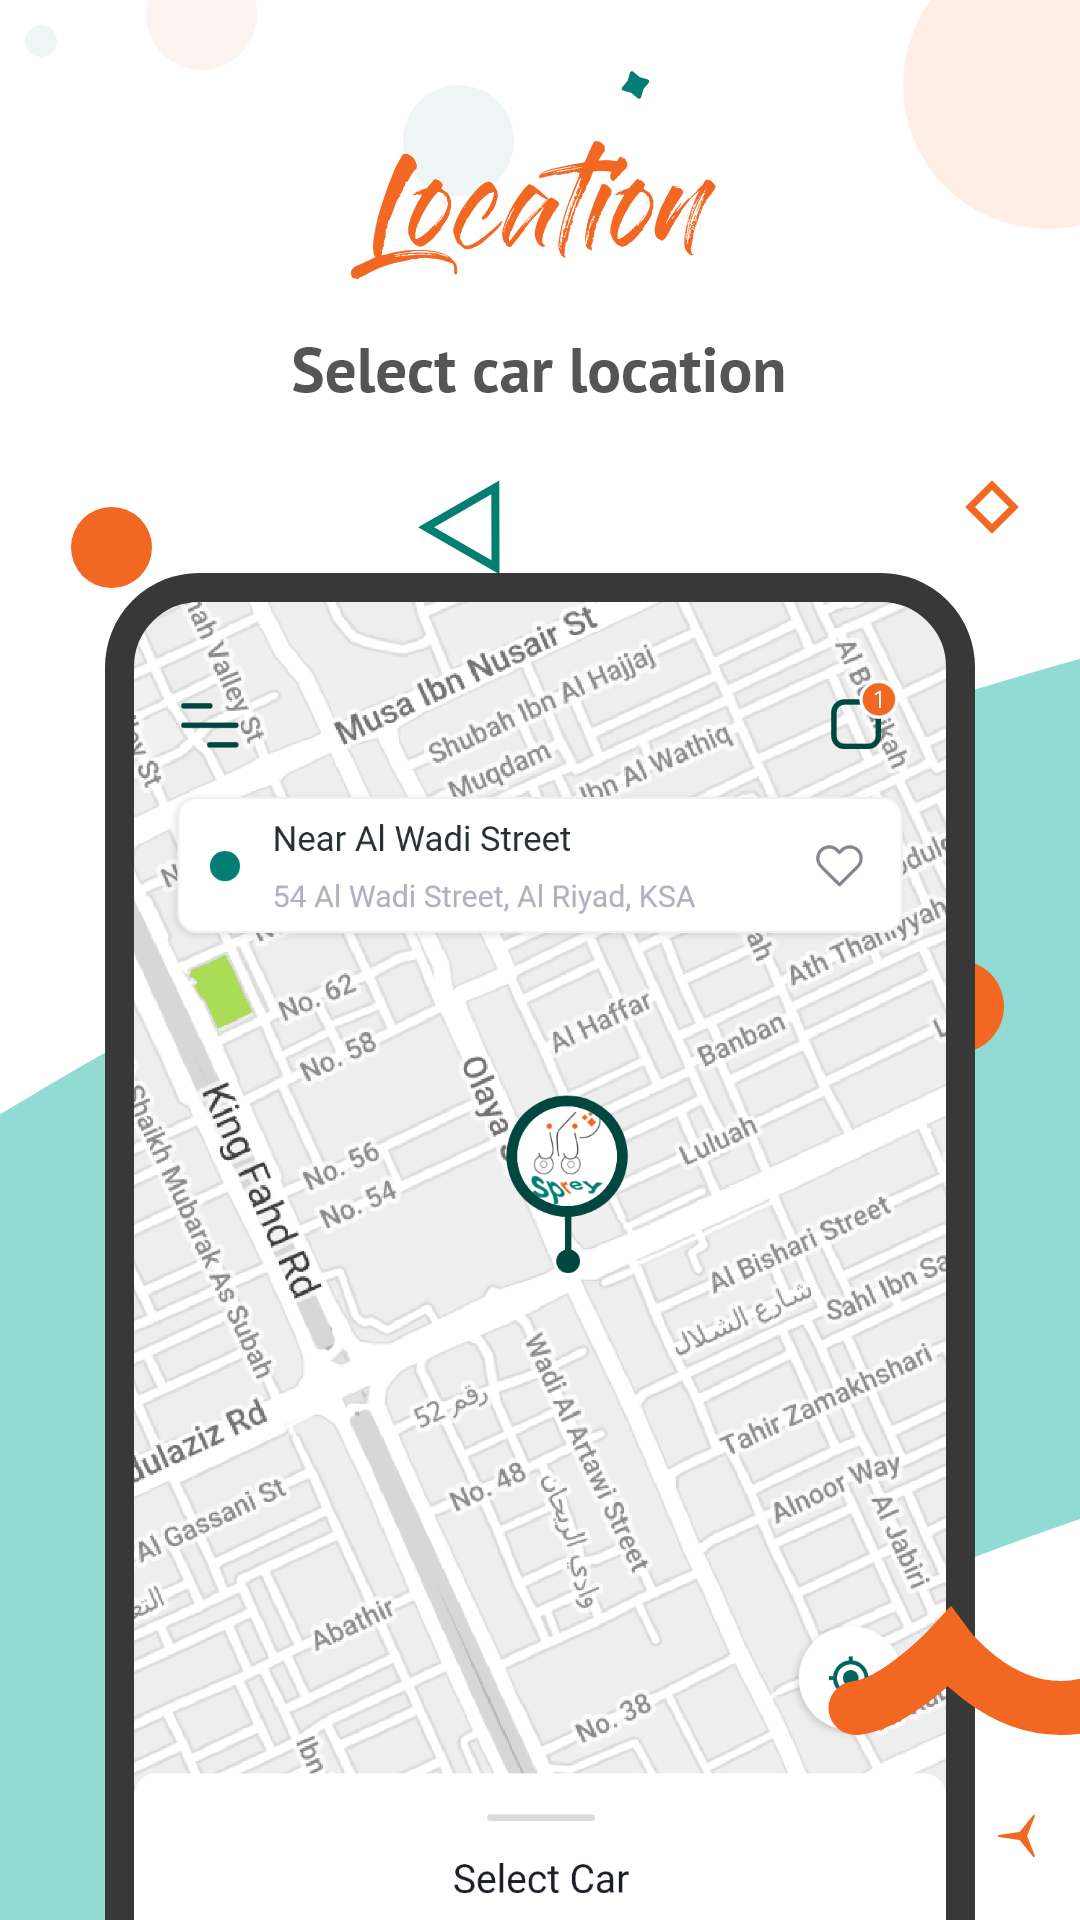 Location
Select car location
Musa Ibn Nusair St
Shubah Ibn Al Hajjaj
Muqdam
Ibn Al Wathiq
1
Near Al Wadi Street
54 Al Wadi Street, Al Riyad, KSA
Ath Thamiyyah
No. 62
Al Haffar
No. 58
Banban
Olaya
King Fahd Rd
Sprey
Luluah
Shaikh Mubarak As Subah
No. 56
No. 54
Al Bishari Street
شارع الشلال
Sahl Ibn Sa
Wadi Al Artawi Street
رقم 52
Tahir Zamakhshari
dulaziz Rd
No. 48
Alnoor Way
Al Gassani St
وادي الريحان
Al Jabiri
Abathir
No. 38
Ibn
Select Car